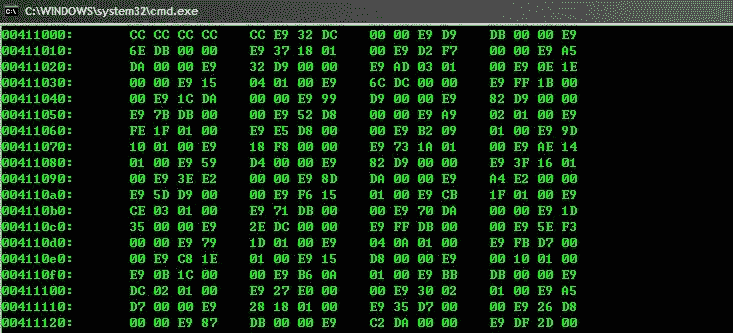 C:\WINDOWS\system32\cmd.exe
00411000: CC CC CC CC CC E9 32 DC 00 00 E9 D9 DB 00 00 E9
00411010: 6E DB 00 00 E9 37 18 01 00 E9 D2 F7 00 00 E9 A5
00411020: DA 00 00 E9 32 D9 00 00 E9 AD 03 01 00 E9 0E 1E
00411030: 00 00 E9 15 04 01 00 E9 6C DC 00 00 E9 FF 1B 00
00411040: 00 E9 1C DA 00 00 E9 99 D9 00 00 E9 82 D9 00 00
00411050: E9 7B DB 00 00 E9 52 D8 00 00 E9 A9 02 01 00 E9
00411060: FE 1F 01 00 E9 E5 D8 00 00 E9 B2 09 01 00 E9 9D
00411070: 10 01 00 E9 18 F8 00 00 E9 73 1A 01 00 E9 AE 14
00411080: 01 00 E9 59 D4 00 00 E9 82 D9 00 00 E9 3F 16 01
00411090: 00 E9 3E E2 00 00 E9 8D DA 00 00 E9 A4 E2 00 00
004110a0: E9 5D D9 00 00 E9 F6 15 01 00 E9 CB 1F 01 00 E9
004110b0: CE 03 01 00 E9 71 DB 00 00 E9 70 DA 00 00 E9 1D
004110c0: 35 00 00 E9 2E DC 00 00 E9 FF DB 00 00 E9 5E F3
004110d0: 00 00 E9 79 1D 01 00 E9 04 0A 01 00 E9 FB D7 00
004110e0: 00 E9 C8 1E 01 00 E9 15 D8 00 00 E9 00 10 01 00
004110f0: E9 0B 1C 00 00 E9 B6 0A 01 00 E9 BB DB 00 00 E9
00411100: DC 02 01 00 E9 27 E0 00 00 E9 30 02 01 00 E9 A5
00411110: D7 00 00 E9 28 18 01 00 E9 35 D7 00 00 E9 26 D8
00411120: 00 00 E9 87 DB 00 00 E9 C2 DA 00 00 E9 DF 2D 00